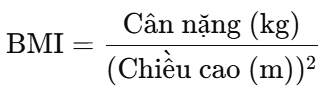 BMI = Cân nặng (kg)
(Chiều cao (m))²